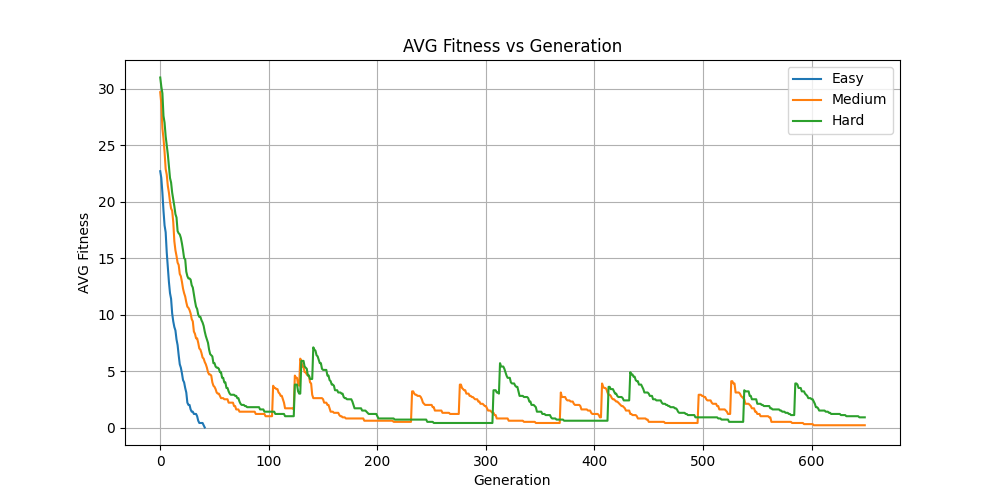 AVG Fitness vs Generation
Easy
Medium
Hard
AVG Fitness
30
25
20
15
10
5
0
0 100 200 300 400 500 600
Generation